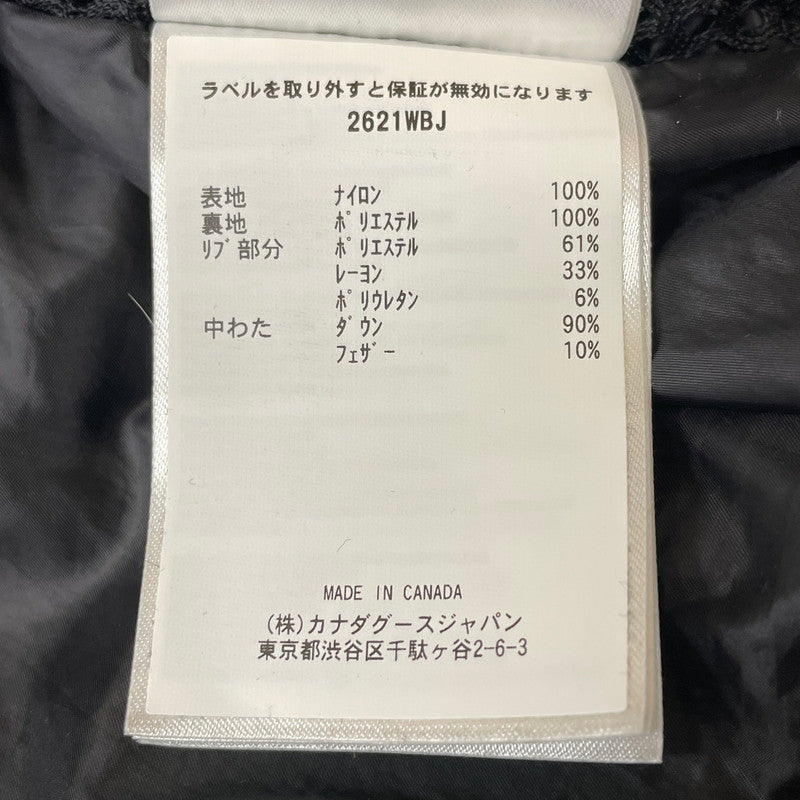 ラベルを取り外すと保証が無効になります
2621WBJ
表地 ナイロン 100%
裏地 ポリエステル 100%
リブ部分 ポリエステル 61%
レーヨン 33%
ポリウレタン 6%
中わた ダウン 90%
フェザー 10%
MADE IN CANADA
(株)カナダグースジャパン
東京都渋谷区千駄ヶ谷2-6-3